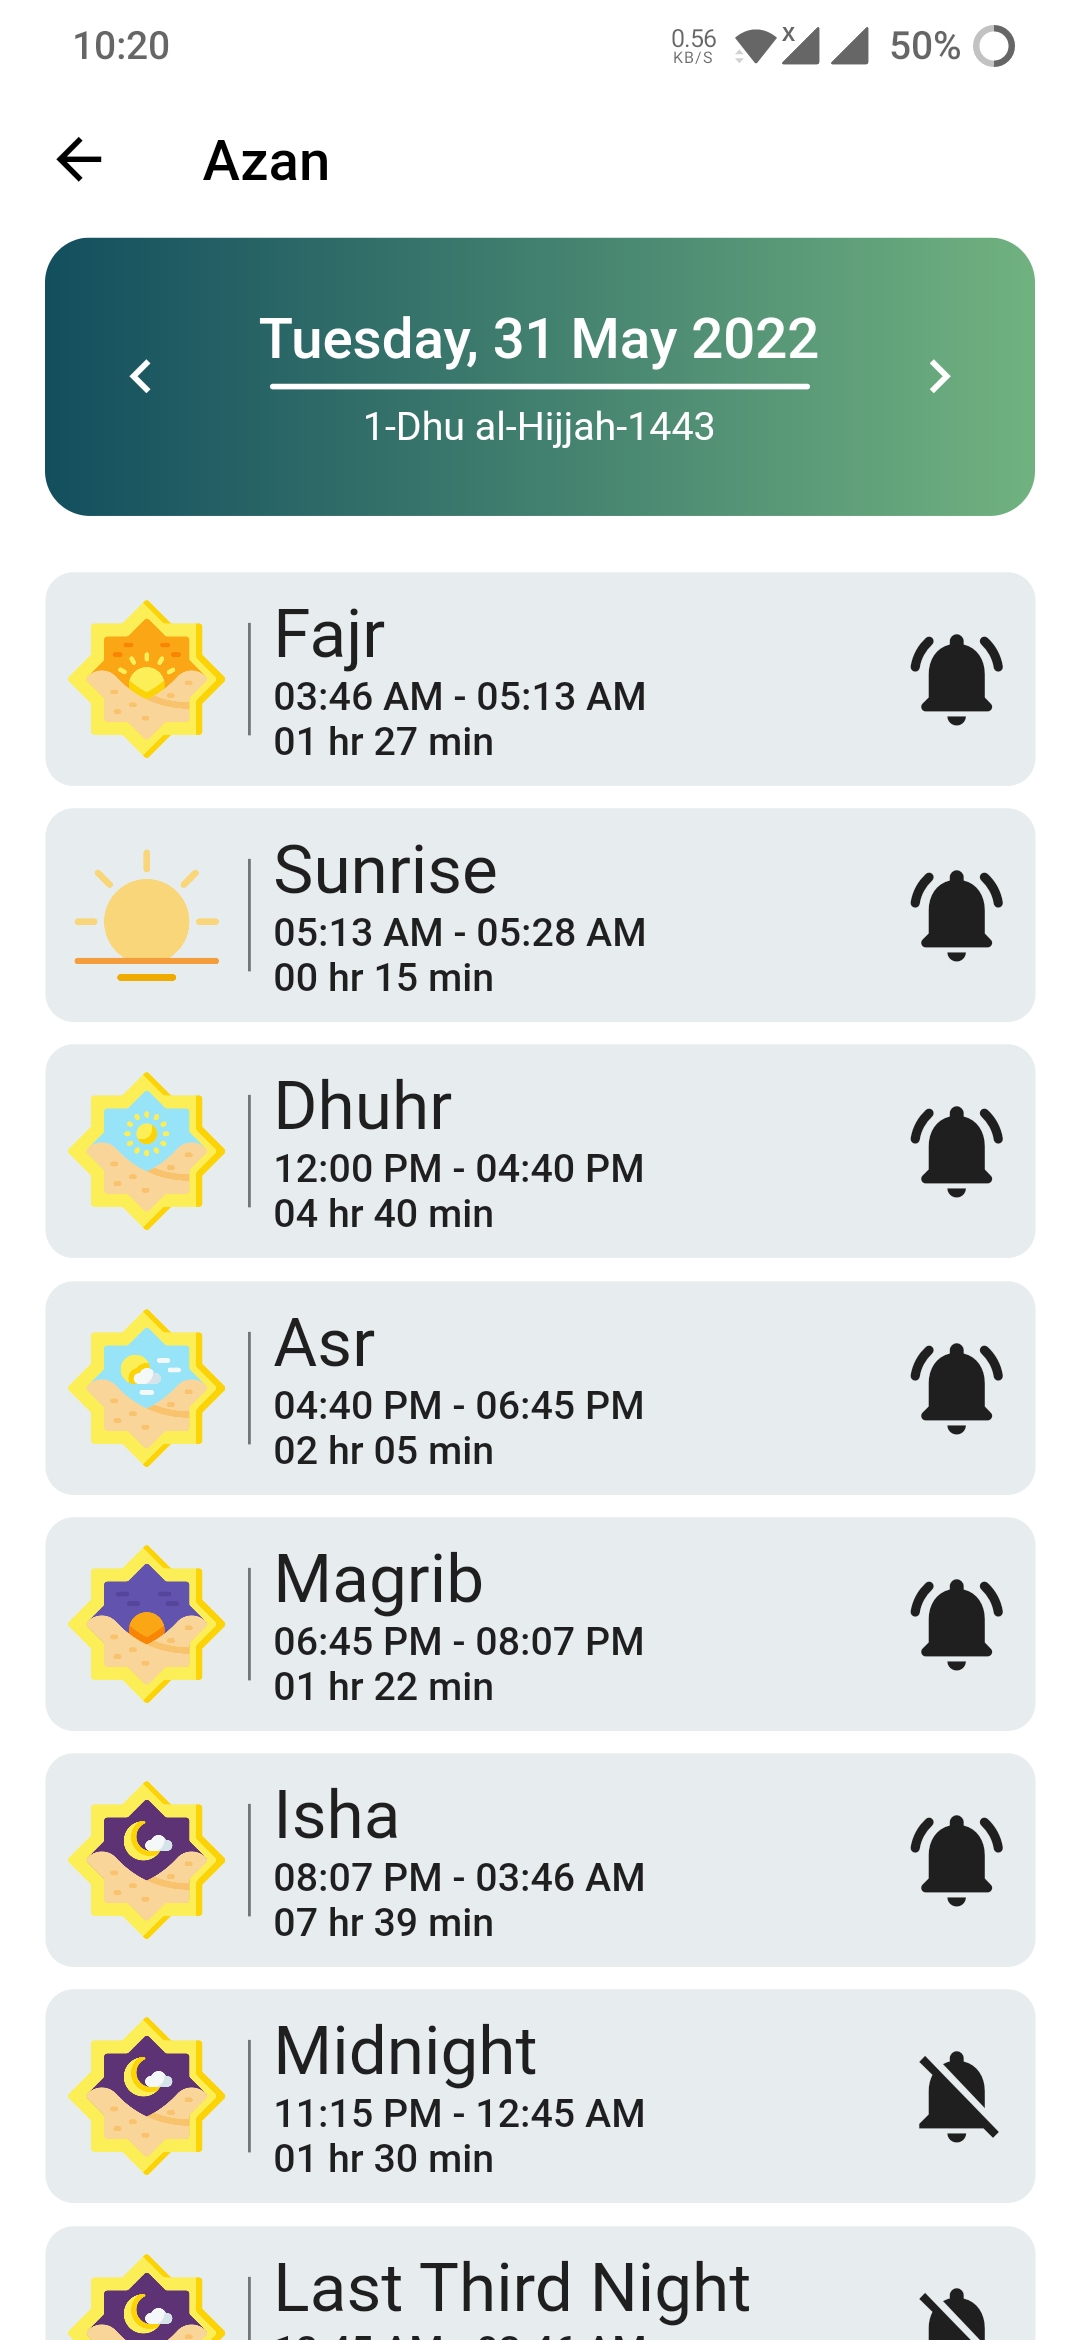 10:20
0.56
KB/S
X
50%
Azan
Tuesday, 31 May 2022
1-Dhu al-Hijjah-1443
Fajr
03:46 AM - 05:13 AM
01 hr 27 min
Sunrise
05:13 AM - 05:28 AM
00 hr 15 min
Dhuhr
12:00 PM - 04:40 PM
04 hr 40 min
Asr
04:40 PM - 06:45 PM
02 hr 05 min
Magrib
06:45 PM - 08:07 PM
01 hr 22 min
Isha
08:07 PM - 03:46 AM
07 hr 39 min
Midnight
11:15 PM - 12:45 AM
01 hr 30 min
Last Third Night